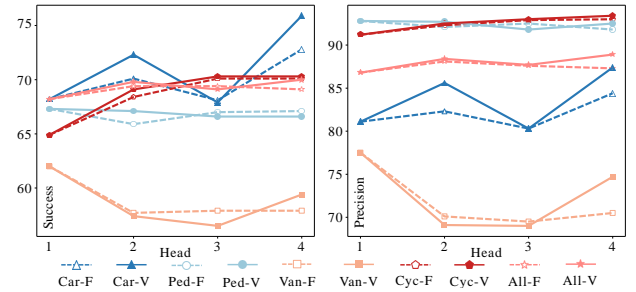 75
70
65
60
Success
1 2 3 4
Head
90
85
80
75
70
Precision
1 2 3 4
Head
Car-F Car-V Ped-F Ped-V Van-F Van-V Cyc-F Cyc-V All-F All-V